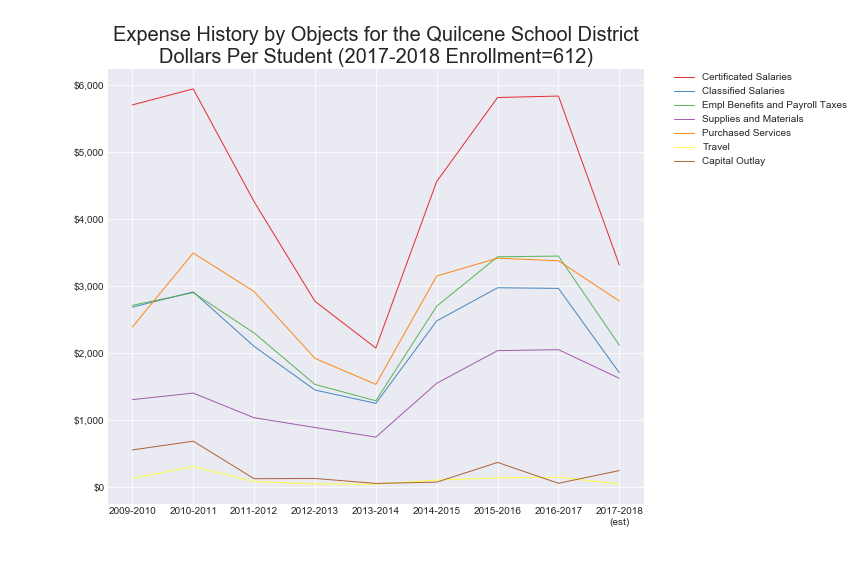 Expense History by Objects for the Quilcene School District
Dollars Per Student (2017-2018 Enrollment=612)
$6,000
$5,000
$4,000
$3,000
$2,000
$1,000
$0
2009-2010 2010-2011 2011-2012 2012-2013 2013-2014 2014-2015 2015-2016 2016-2017 2017-2018
(est)
Certificated Salaries
Classified Salaries
Empl Benefits and Payroll Taxes
Supplies and Materials
Purchased Services
Travel
Capital Outlay